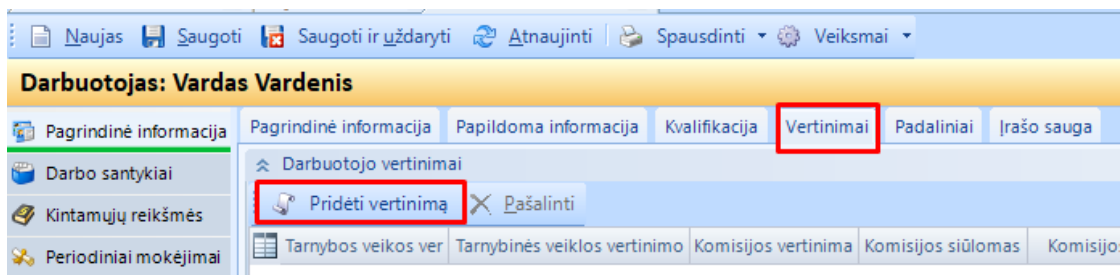 Naujas Saugoti Saugoti ir uždaryti Atnaujinti Spausdinti Veiksmai
Darbuotojas: Vardas Vardenis
Pagrindinė informacija
Darbo santykiai
Kintamųjų reikšmės
Periodiniai mokėjimai
Pagrindinė informacija Papildoma informacija Kvalifikacija Vertinimai Padaliniai Įrašo sauga
Darbuotojo vertinimai
Pridėti vertinimą Pašalinti
Tarnybos veikos ver Tarnybinės veiklos vertinimo Komisijos vertinima Komisijos siūlomas Komisijos